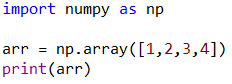 import numpy as np
arr = np.array([1,2,3,4])
print(arr)